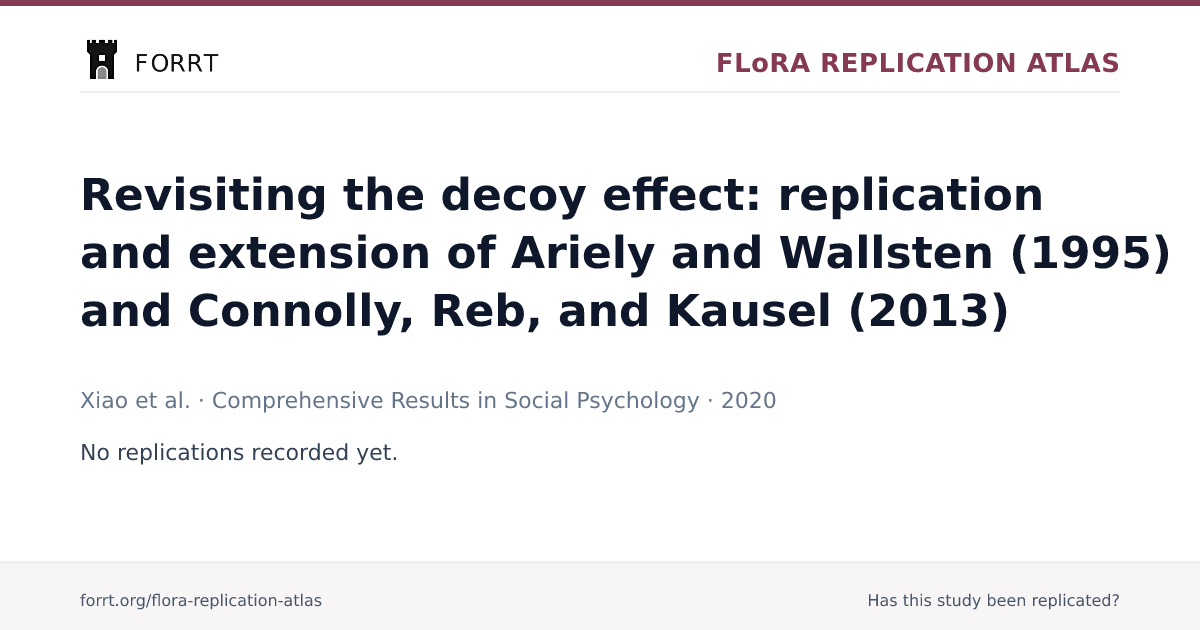 FORRT
FLoRA REPLICATION ATLAS
Revisiting the decoy effect: replication
and extension of Ariely and Wallsten (1995)
and Connolly, Reb, and Kausel (2013)
Xiao et al. · Comprehensive Results in Social Psychology · 2020
No replications recorded yet.
forrt.org/flora-replication-atlas
Has this study been replicated?